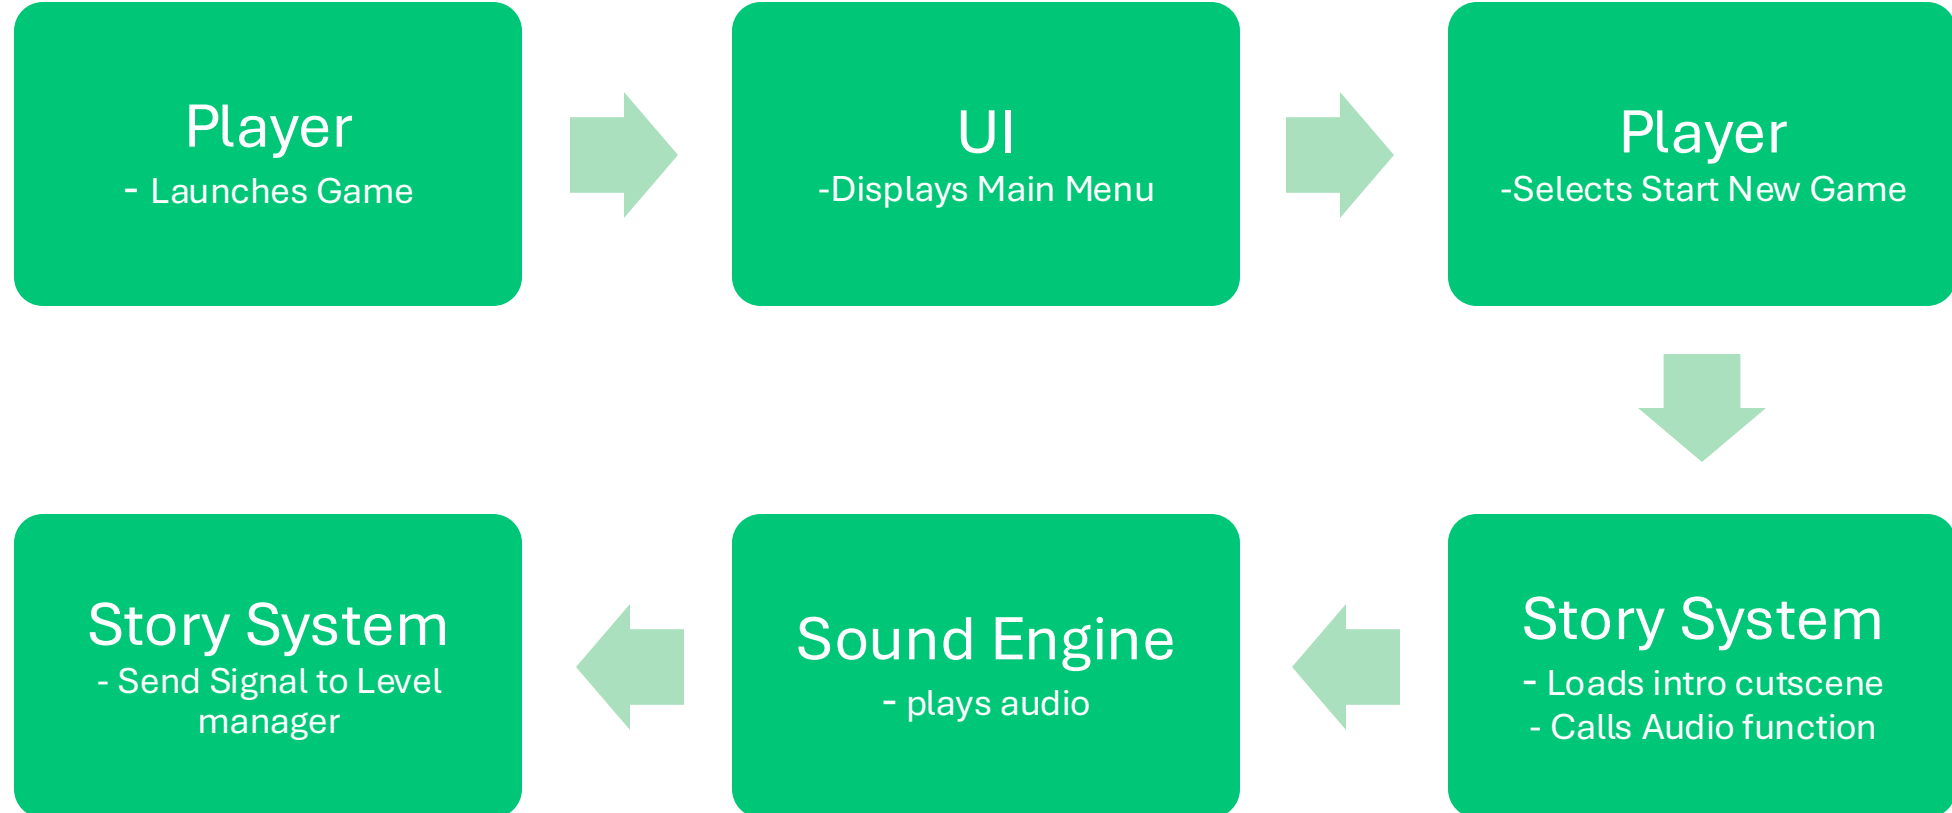 Player
- Launches Game
UI
-Displays Main Menu
Player
-Selects Start New Game
Story System
- Loads intro cutscene
- Calls Audio function
Sound Engine
- plays audio
Story System
- Send Signal to Level
manager